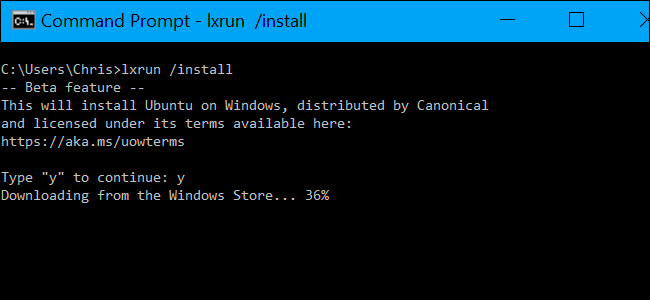 Command Prompt - lxrun  /install
C:\Users\Chris>lxrun /install
-- Beta feature --
This will install Ubuntu on Windows, distributed by Canonical
and licensed under its terms available here:
https://aka.ms/uowterms
Type "y" to continue: y
Downloading from the Windows Store... 36%